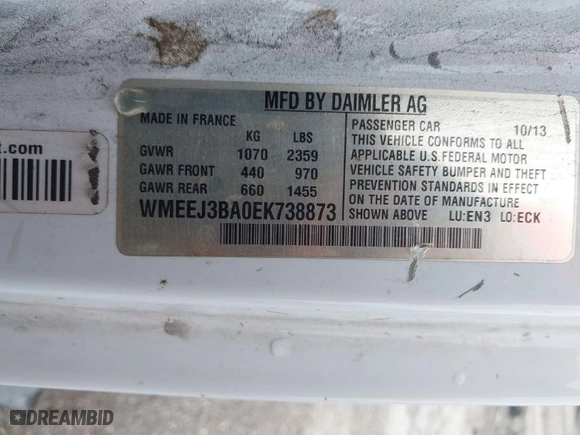 MFD BY DAIMLER AG
MADE IN FRANCE
KG LBS
GVWR 1070 2359
GAWR FRONT 440 970
GAWR REAR 660 1455
WMEEJ3BA0EK738873
PASSENGER CAR 10/13
THIS VEHICLE CONFORMS TO ALL
APPLICABLE U.S. FEDERAL MOTOR
VEHICLE SAFETY BUMPER AND THEFT
PREVENTION STANDARDS IN EFFECT
ON THE DATE OF MANUFACTURE
SHOWN ABOVE LU:EN3 LO:ECK
t.com
DREAMBID